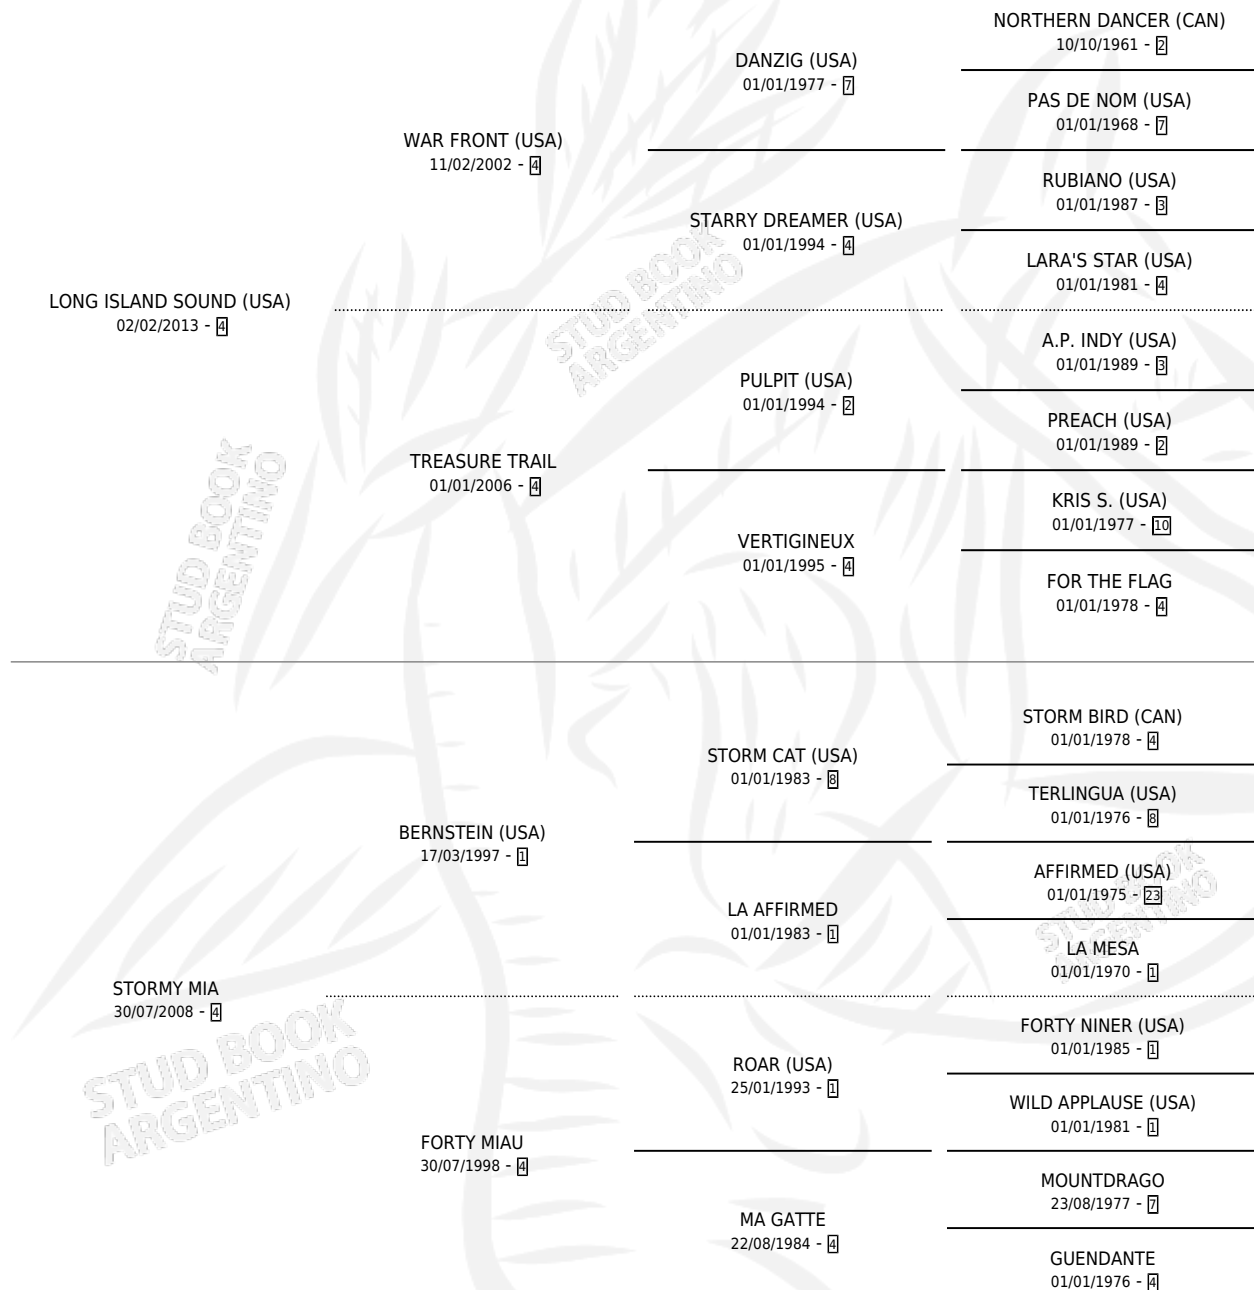 NORTHERN DANCER (CAN)
10/10/1961 - 2
DANZIG (USA)
01/01/1977 - 7
PAS DE NOM (USA)
01/01/1968 - 7
WAR FRONT (USA)
11/02/2002 - 4
RUBIANO (USA)
01/01/1987 - 3
STARRY DREAMER (USA)
01/01/1994 - 4
LARA'S STAR (USA)
01/01/1981 - 4
LONG ISLAND SOUND (USA)
02/02/2013 - 4
A.P. INDY (USA)
01/01/1989 - 3
PULPIT (USA)
01/01/1994 - 2
PREACH (USA)
01/01/1989 - 2
TREASURE TRAIL
01/01/2006 - 4
KRIS S. (USA)
01/01/1977 - 10
VERTIGINEUX
01/01/1995 - 4
FOR THE FLAG
01/01/1978 - 4
STORM BIRD (CAN)
01/01/1978 - 4
STORM CAT (USA)
01/01/1983 - 8
TERLINGUA (USA)
01/01/1976 - 8
BERNSTEIN (USA)
17/03/1997 - 1
AFFIRMED (USA)
01/01/1975 - 23
LA AFFIRMED
01/01/1983 - 1
LA MESA
01/01/1970 - 1
STORMY MIA
30/07/2008 - 4
FORTY NINER (USA)
01/01/1985 - 1
ROAR (USA)
25/01/1993 - 1
WILD APPLAUSE (USA)
01/01/1981 - 1
FORTY MIAU
30/07/1998 - 4
MOUNTDRAGO
23/08/1977 - 7
MA GATTE
22/08/1984 - 4
GUENDANTE
01/01/1976 - 4
STUD BOOK
ARGENTINO
STUD BOOK
ARGENTINO
STUD BOOK
ARGENTINO
STUD BOOK
ARGENTINO